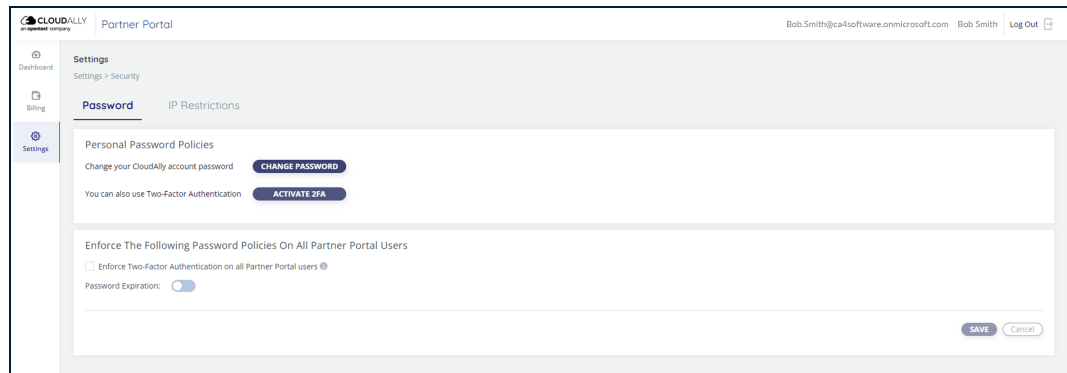 CLOUDALLY
an opentext company
Partner Portal
Bob.Smith@ca4software.onmicrosoft.com Bob Smith Log Out
Dashboard
Billing
Settings
Settings
Settings > Security
Password IP Restrictions
Personal Password Policies
Change your CloudAlly account password CHANGE PASSWORD
You can also use Two-Factor Authentication ACTIVATE 2FA
Enforce The Following Password Policies On All Partner Portal Users
Enforce Two-Factor Authentication on all Partner Portal users
Password Expiration:
SAVE Cancel